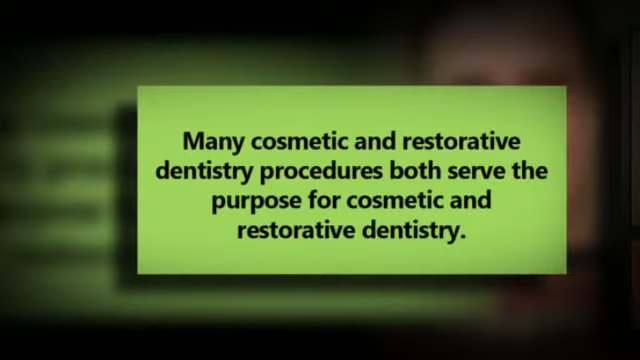 Many cosmetic and restorative
dentistry procedures both serve the
purpose for cosmetic and
restorative dentistry.